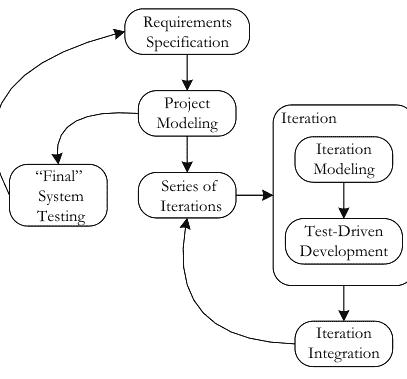 Requirements
Specification
Project
Modeling
Iteration
Iteration
Modeling
“Final”
System
Testing
Series of
Iterations
Test-Driven
Development
Iteration
Integration